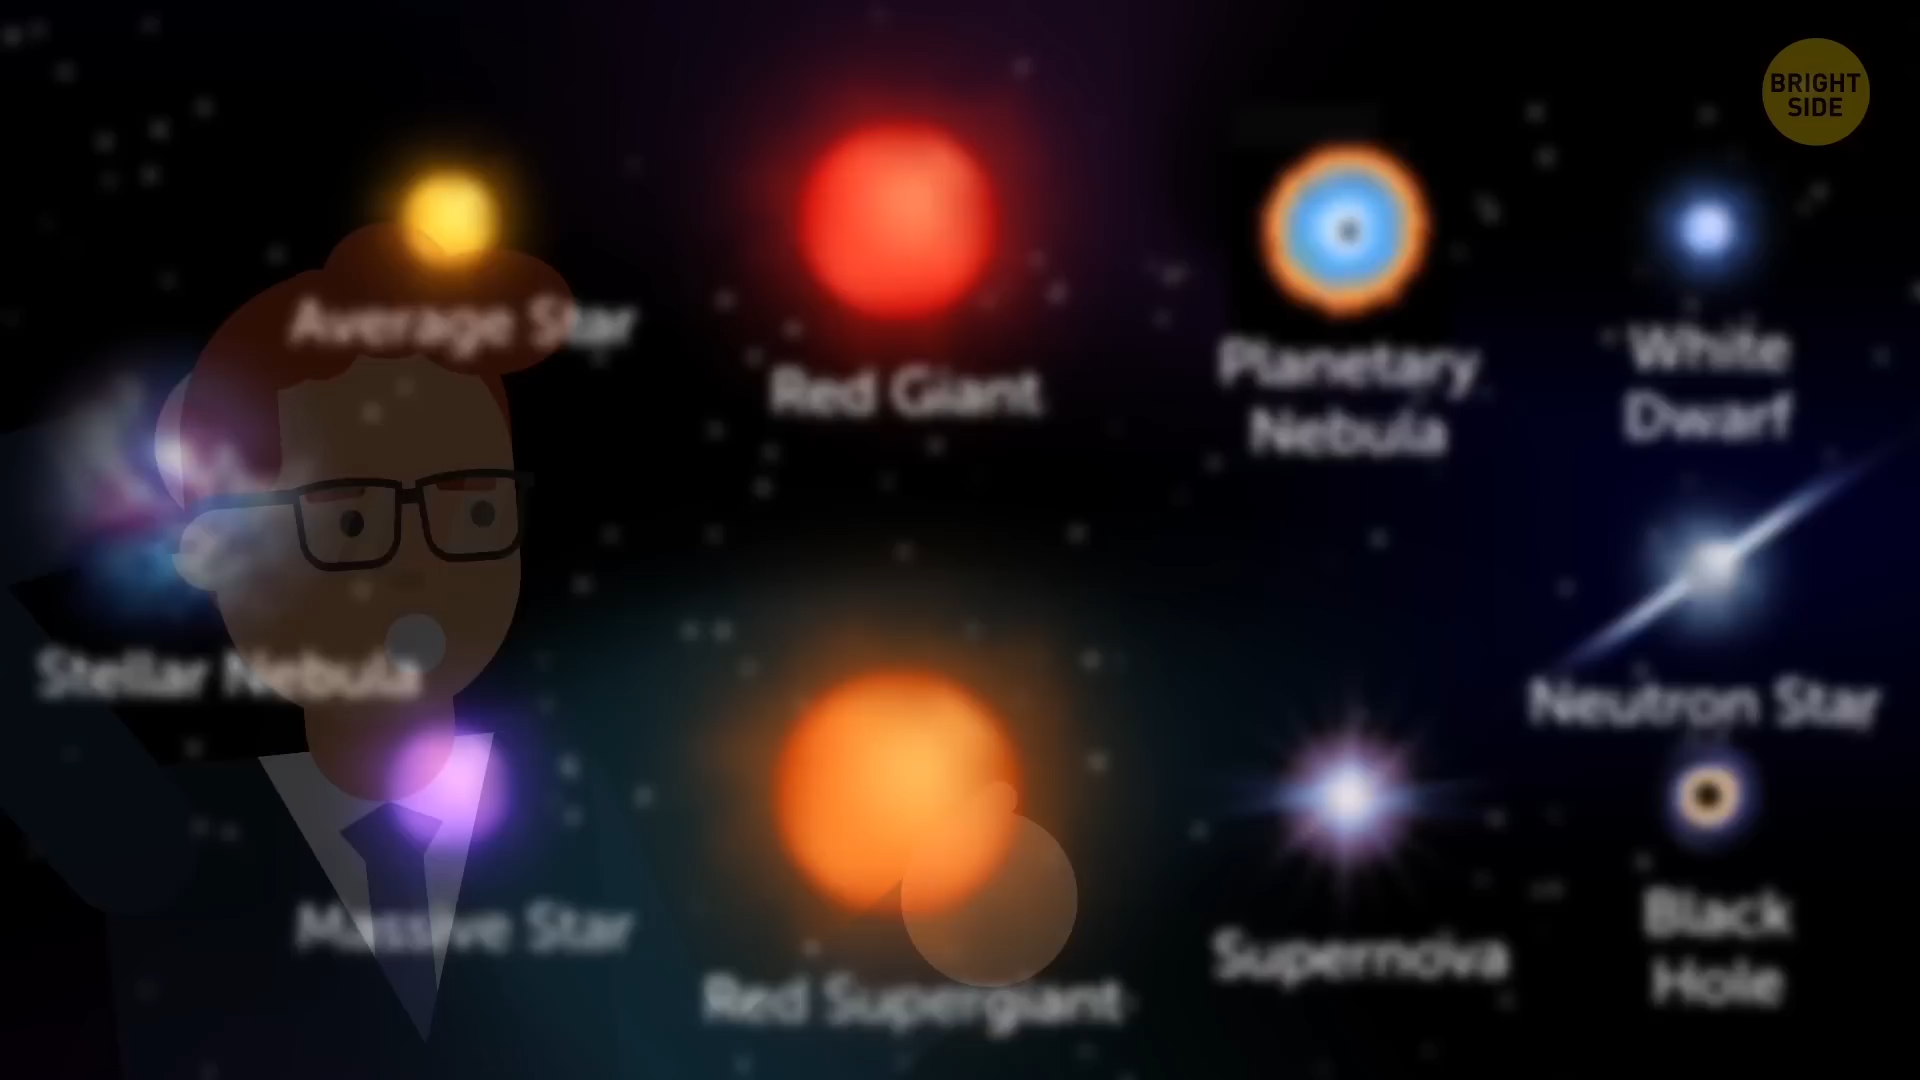 BRIGHT
SIDE
Average Star
Red Giant
Planetary
Nebula
White
Dwarf
Stellar Nebula
Neutron Star
Massive Star
Red Supergiant
Supernova
Black
Hole